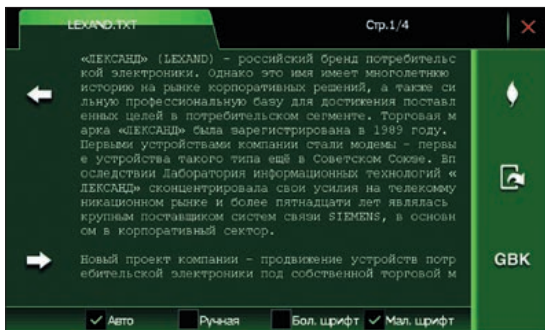 LEXAND.TXT
Стр.1/4
«ЛЕКСАНД» (LEXAND) - российский бренд потребительс
кой электроники. Однако это имя имеет многолетнюю
историю на рынке корпоративных решений, а также си
льную профессиональную базу для достижения поставл
енных целей в потребительском сегменте. Торговая м
арка «ЛЕКСАНД» была зарегистрирована в 1989 году.
Первыми устройствами компании стали модемы - первы
е устройства такого типа ещё в Советском Союзе. Вп
оследствии Лаборатория информационных технологий «
ЛЕКСАНД» сконцентрировала свои усилия на телекомму
никационном рынке и более пятнадцати лет являлась
крупным поставщиком систем связи SIEMENS, в основн
ом в корпоративный сектор.
Новый проект компании - продвижение устройств потр
ебительской электроники под собственной торговой м
GBK
Авто
Ручная
Бол. шрифт
Мал. шрифт